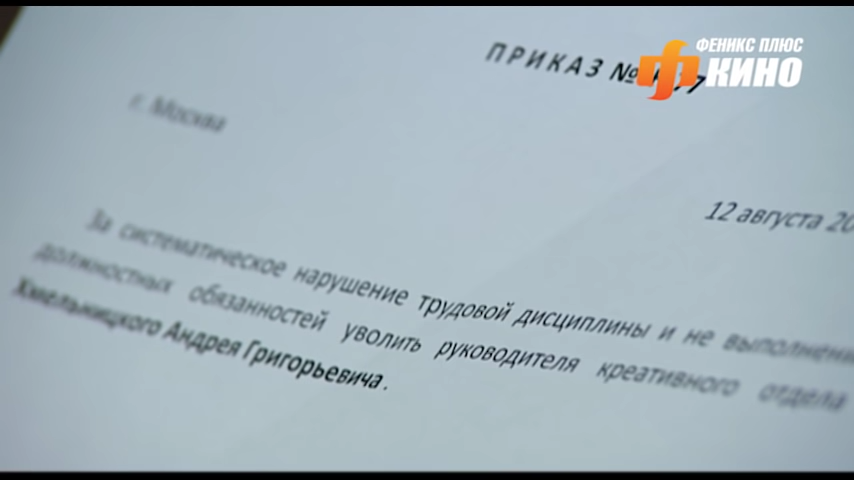 ФЕНИКС ПЛЮС
КИНО
ПРИКАЗ №
г. Москва
12 августа 20
За систематическое нарушение трудовой дисциплины и не выполнени
должностных обязанностей уволить руководителя креативного отдела
Хмельницкого Андрея Григорьевича.